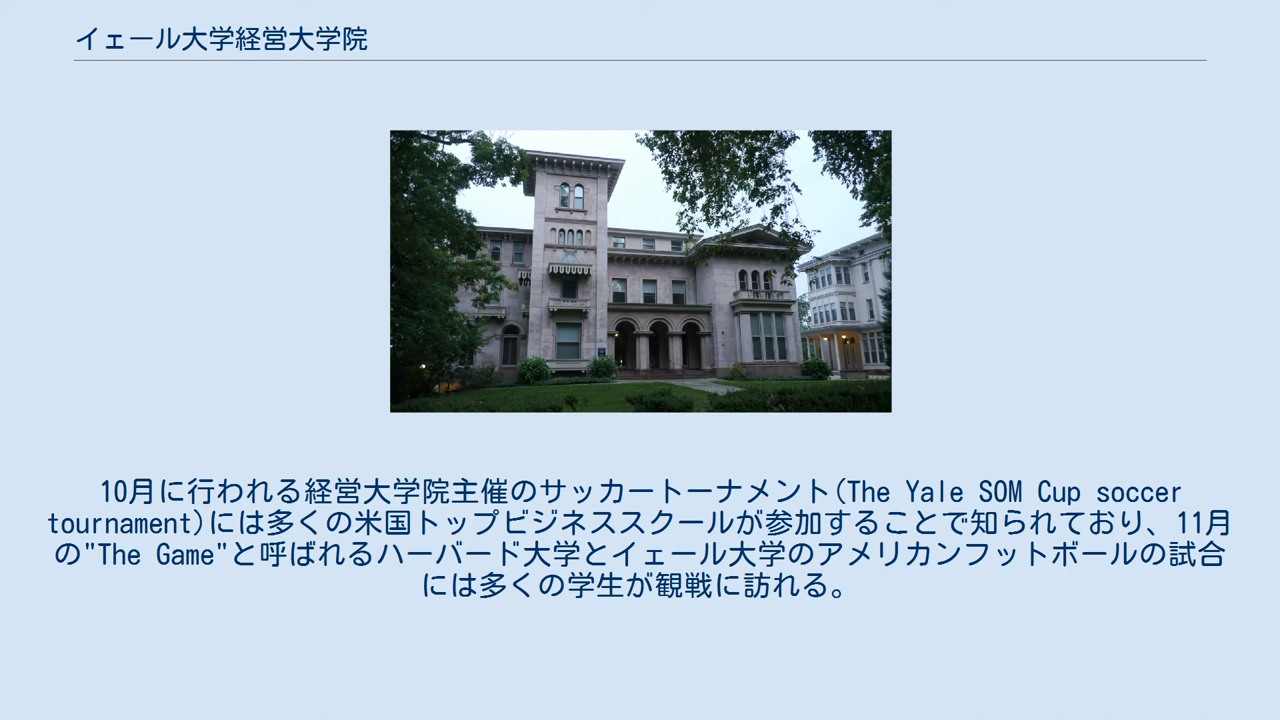 イェール大学経営大学院
10月に行われる経営大学院主催のサッカートーナメント(The Yale SOM Cup soccer
tournament)には多くの米国トップビジネススクールが参加することで知られており、11月
の"The Game"と呼ばれるハーバード大学とイェール大学のアメリカンフットボールの試合
には多くの学生が観戦に訪れる。